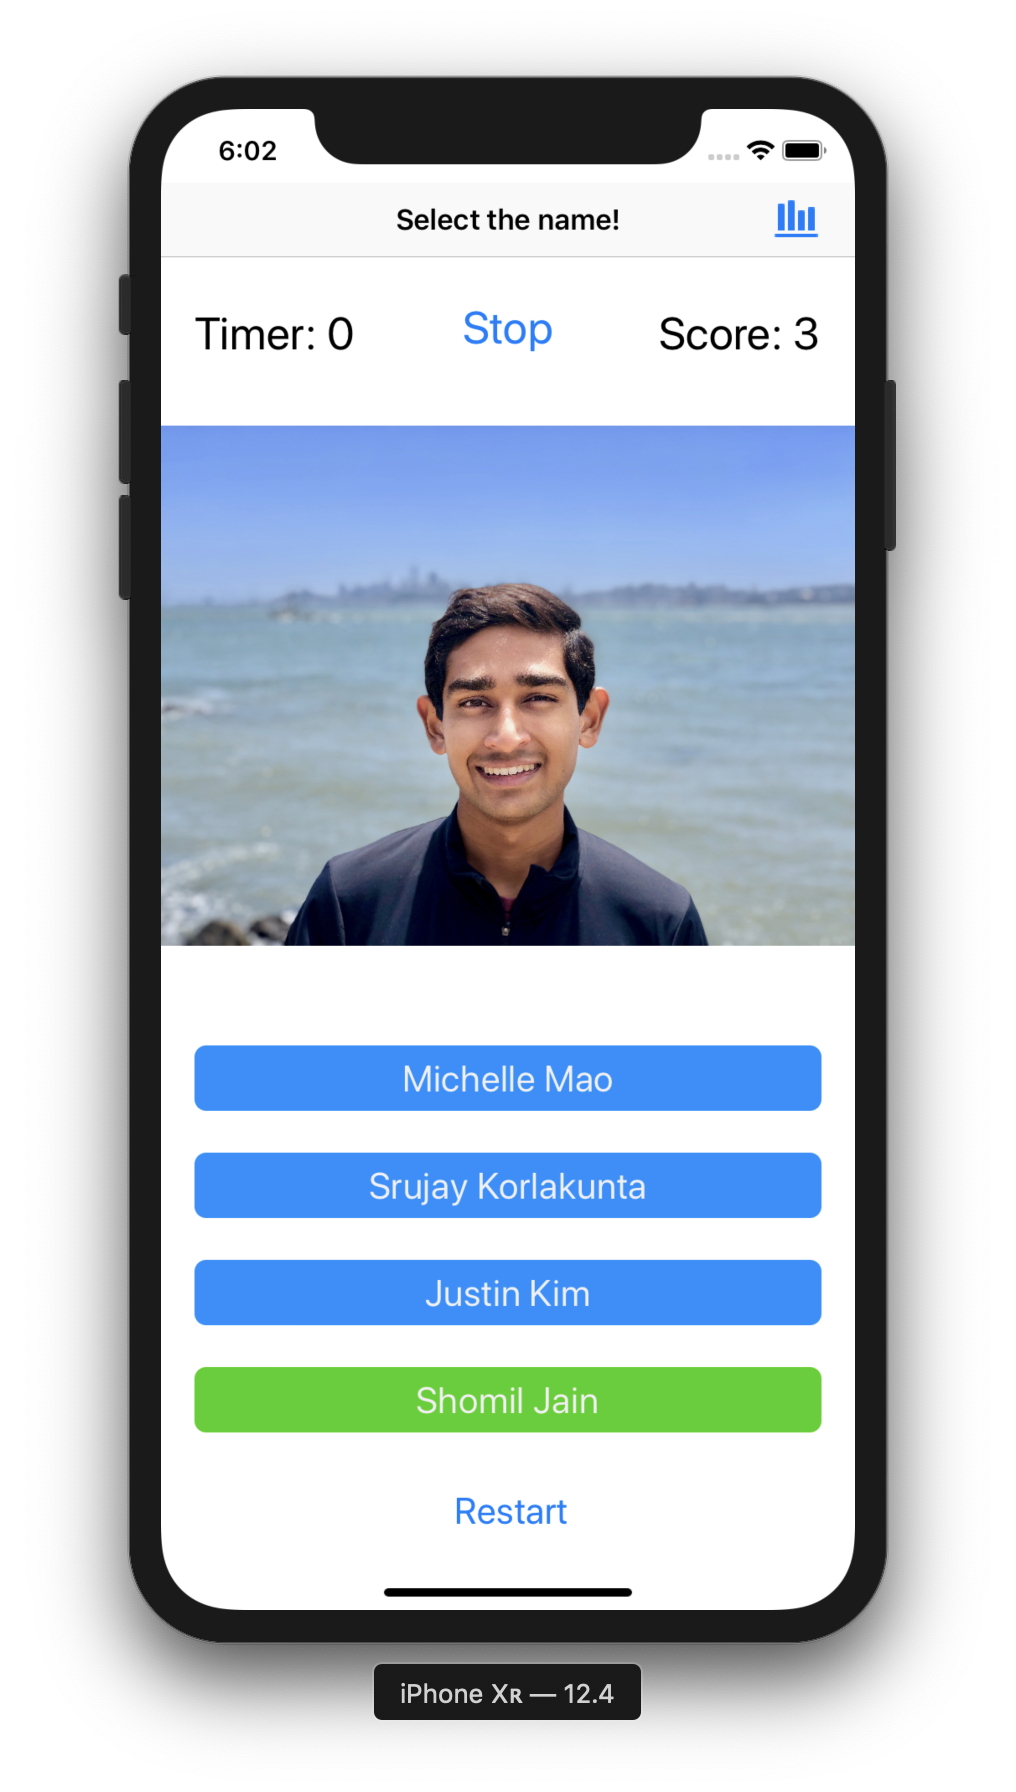 6:02
Select the name!
Timer: 0 Stop Score: 3
Michelle Mao
Srujay Korlakunta
Justin Kim
Shomil Jain
Restart
iPhone Xʀ — 12.4